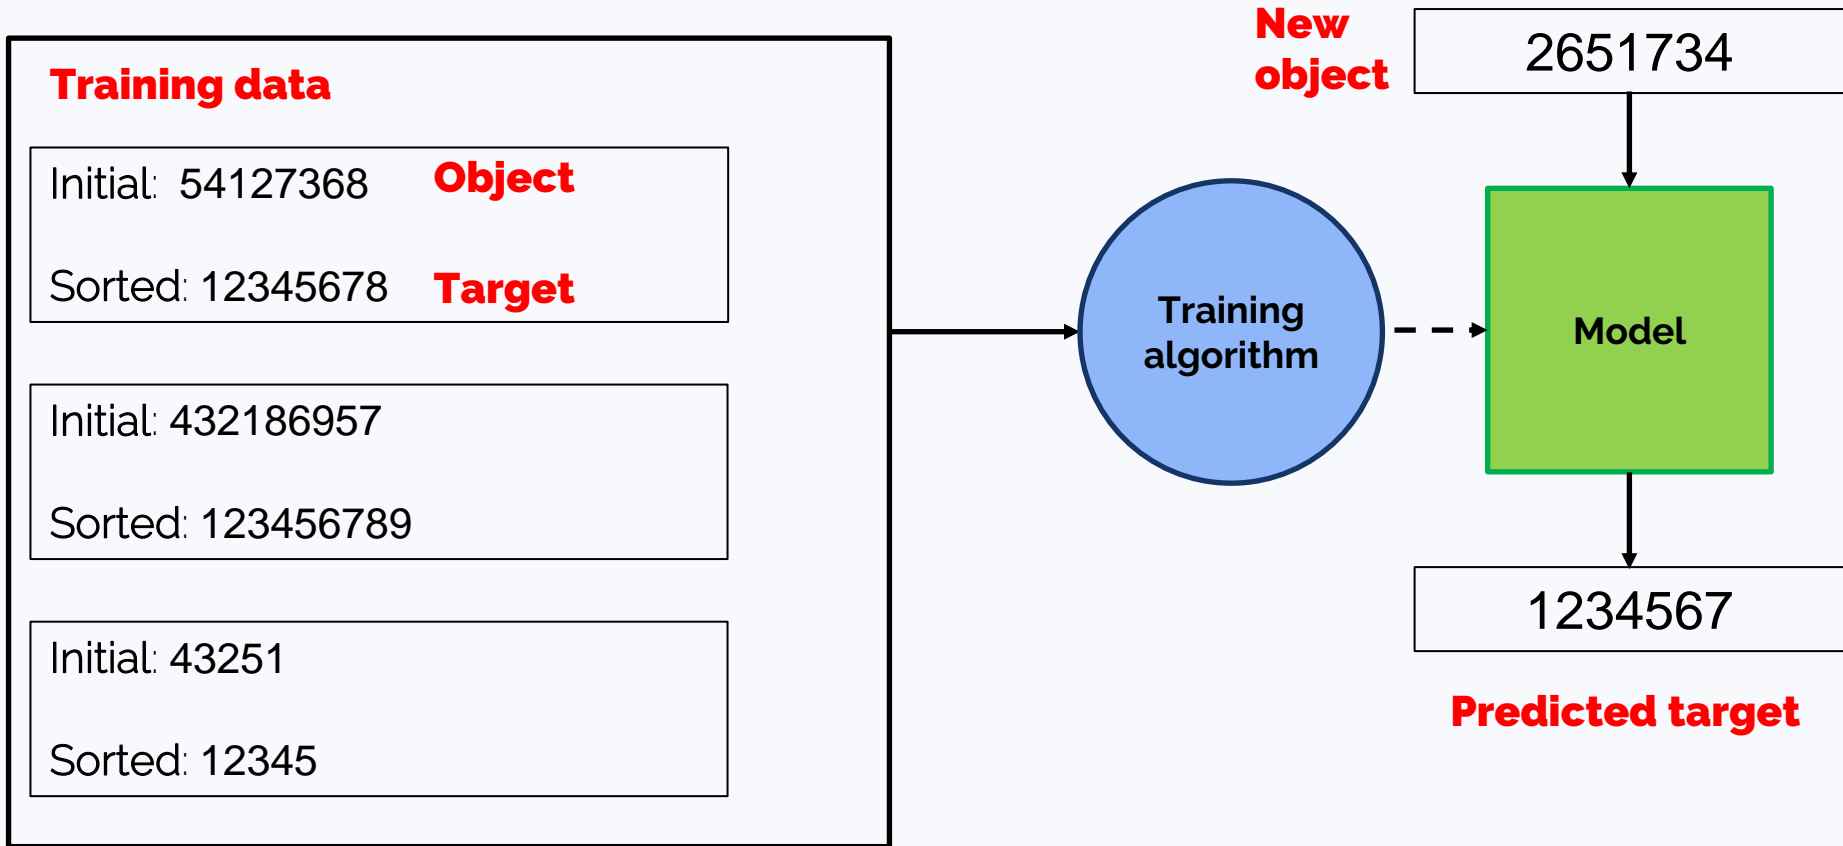 Training data
Initial: 54127368 Object
Sorted: 12345678 Target
Initial: 432186957
Sorted: 123456789
Initial: 43251
Sorted: 12345
Training
algorithm
New
object
2651734
Model
1234567
Predicted target